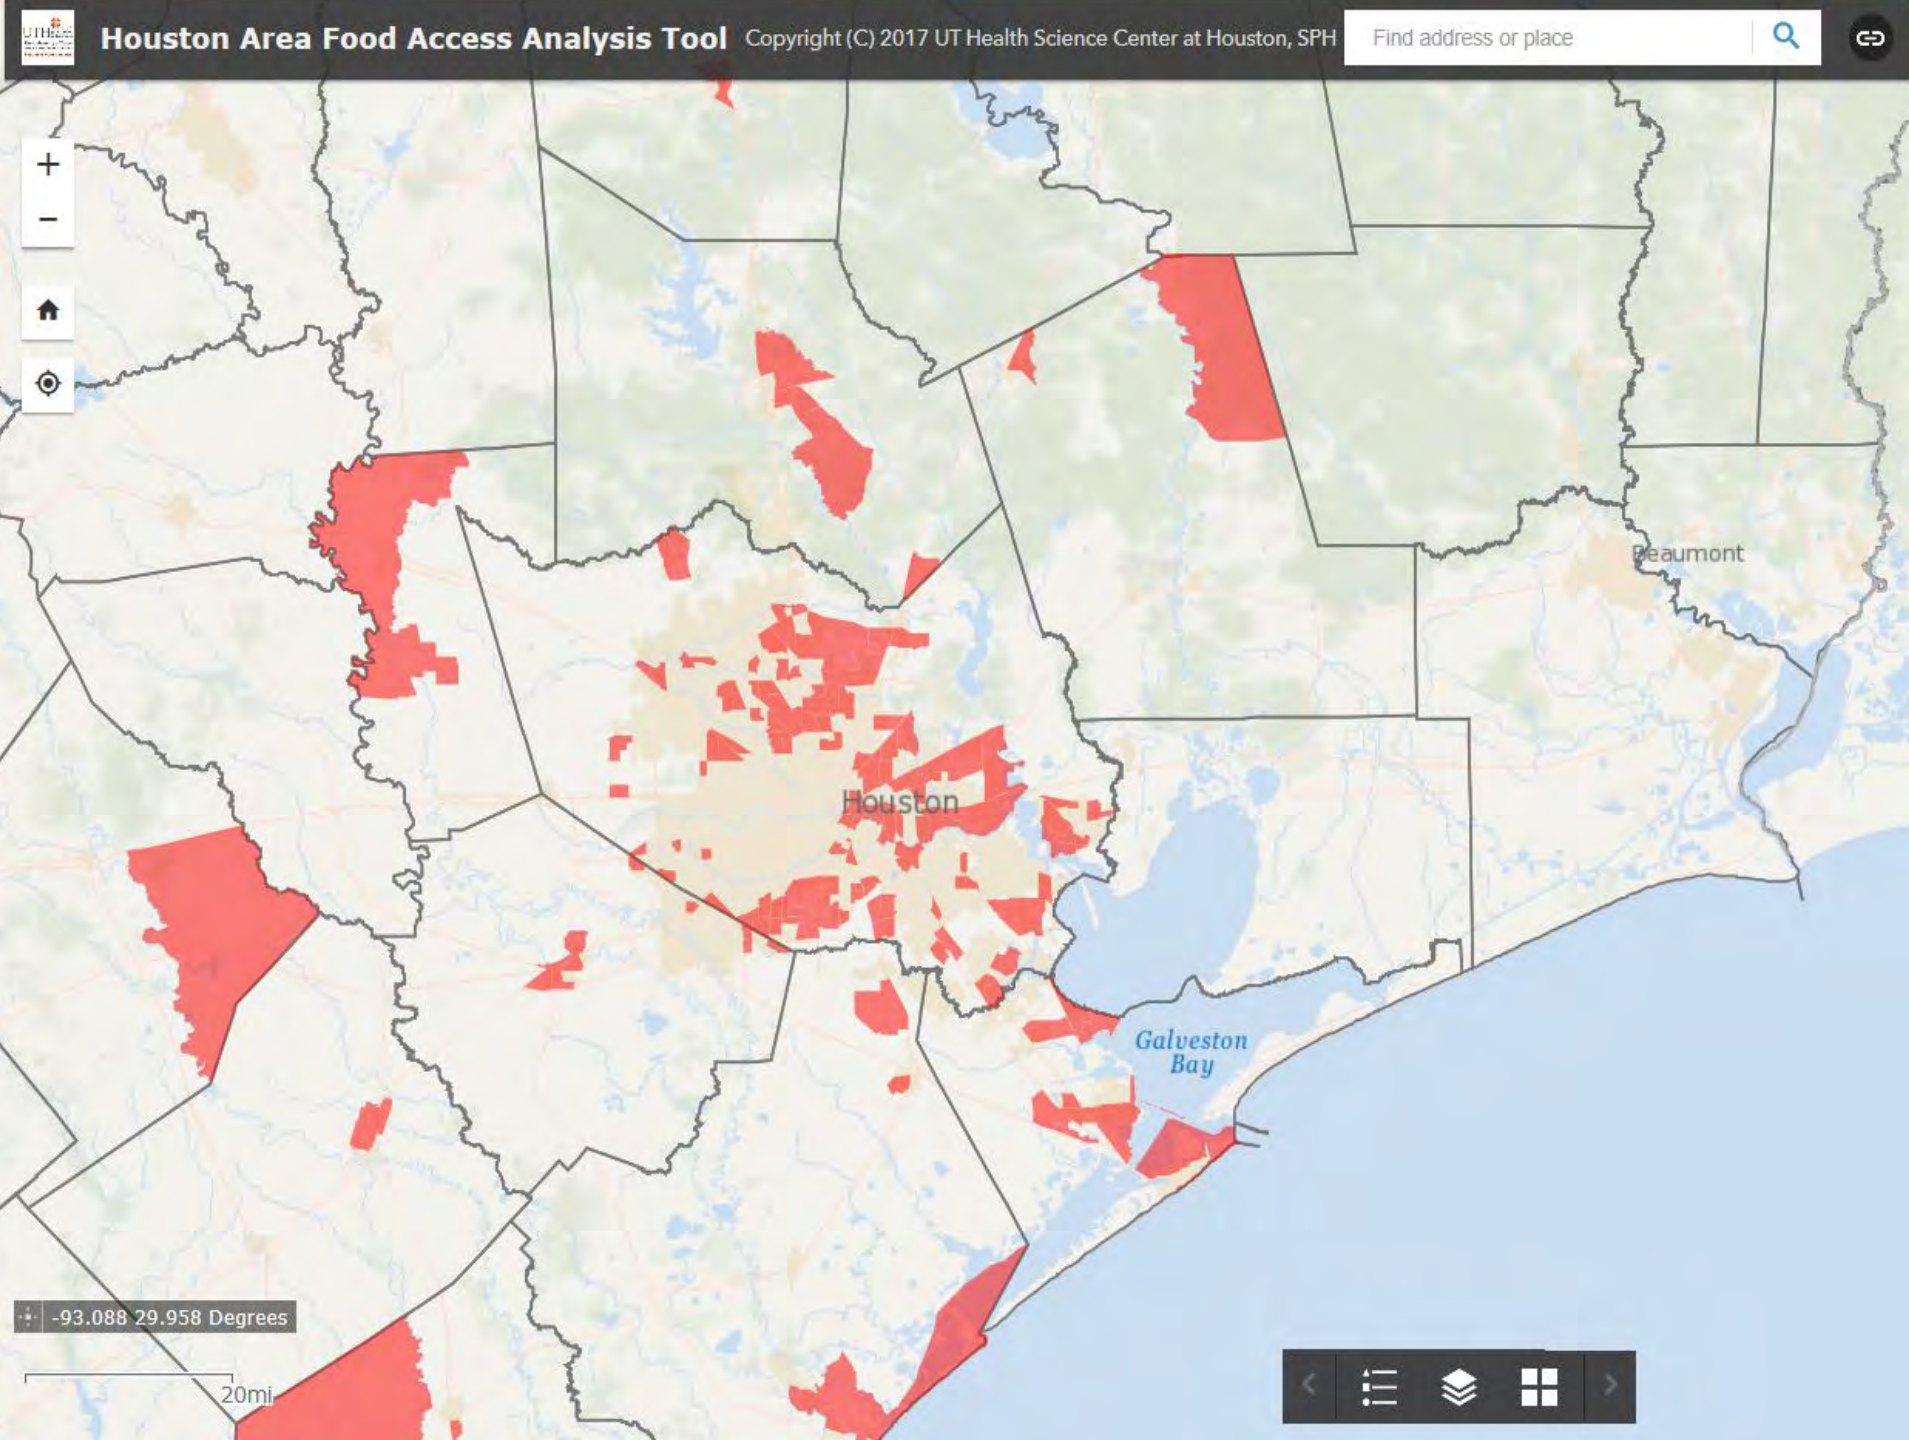 UTHealth
Houston Area Food Access Analysis Tool Copyright (C) 2017 UT Health Science Center at Houston, SPH
Find address or place
+
−
Beaumont
Houston
Galveston
Bay
-93.088 29.958 Degrees
20mi